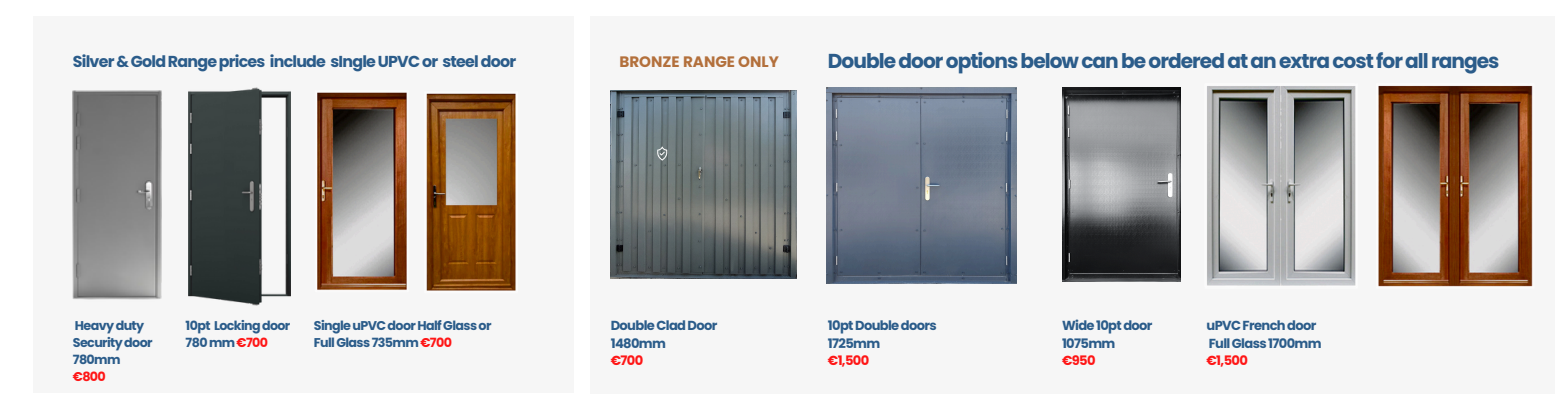 Silver & Gold Range prices include sIngle UPVC or steel door
Heavy duty
Security door
780mm
€800
10pt Locking door
780 mm €700
Single uPVC door Half Glass or
Full Glass 735mm €700
BRONZE RANGE ONLY
Double door options below can be ordered at an extra cost for all ranges
Double Clad Door
1480mm
€700
10pt Double doors
1725mm
€1,500
Wide 10pt door
1075mm
€950
uPVC French door
Full Glass 1700mm
€1,500